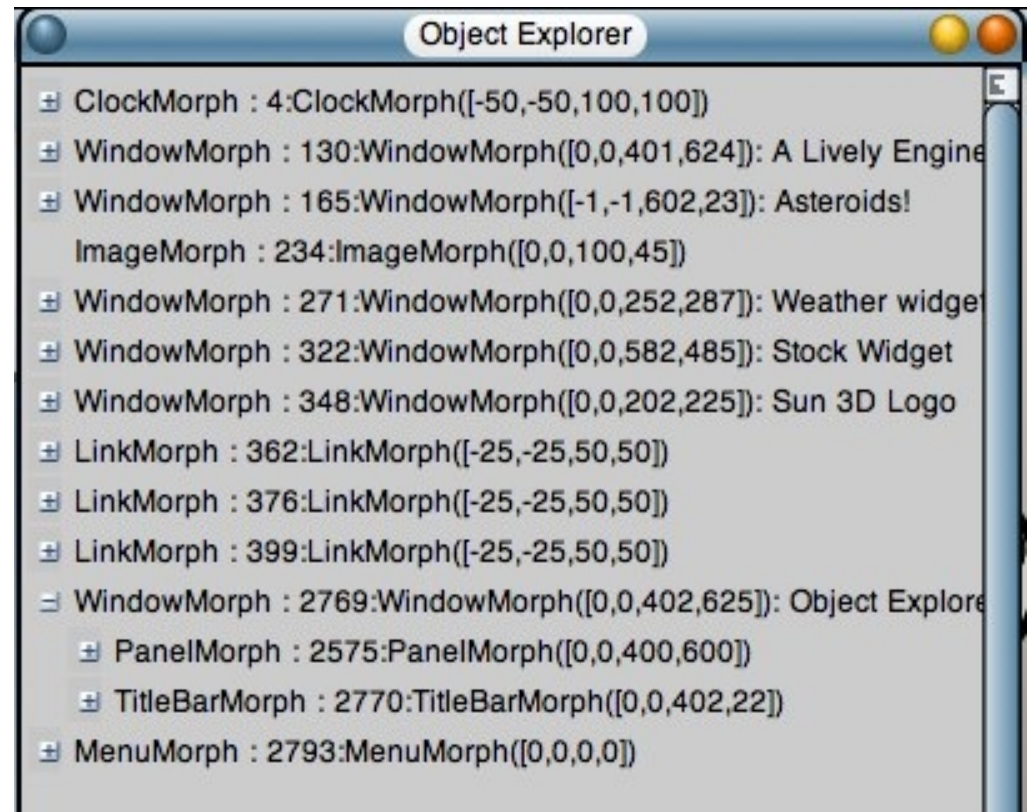 Object Explorer
ClockMorph : 4:ClockMorph([-50,-50,100,100])
WindowMorph : 130:WindowMorph([0,0,401,624]): A Lively Engine
WindowMorph : 165:WindowMorph([-1,-1,602,23]): Asteroids!
ImageMorph : 234:ImageMorph([0,0,100,45])
WindowMorph : 271:WindowMorph([0,0,252,287]): Weather widget
WindowMorph : 322:WindowMorph([0,0,582,485]): Stock Widget
WindowMorph : 348:WindowMorph([0,0,202,225]): Sun 3D Logo
LinkMorph : 362:LinkMorph([-25,-25,50,50])
LinkMorph : 376:LinkMorph([-25,-25,50,50])
LinkMorph : 399:LinkMorph([-25,-25,50,50])
WindowMorph : 2769:WindowMorph([0,0,402,625]): Object Explore
PanelMorph : 2575:PanelMorph([0,0,400,600])
TitleBarMorph : 2770:TitleBarMorph([0,0,402,22])
MenuMorph : 2793:MenuMorph([0,0,0,0])